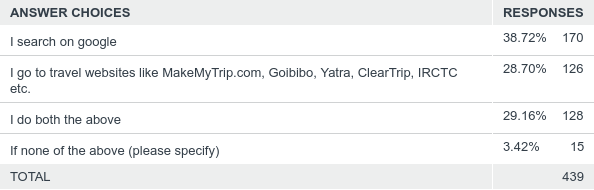 ANSWER CHOICES RESPONSES
I search on google 38.72% 170
I go to travel websites like MakeMyTrip.com, Goibibo, Yatra, ClearTrip, IRCTC 28.70% 126
etc.
I do both the above 29.16% 128
If none of the above (please specify) 3.42% 15
TOTAL 439